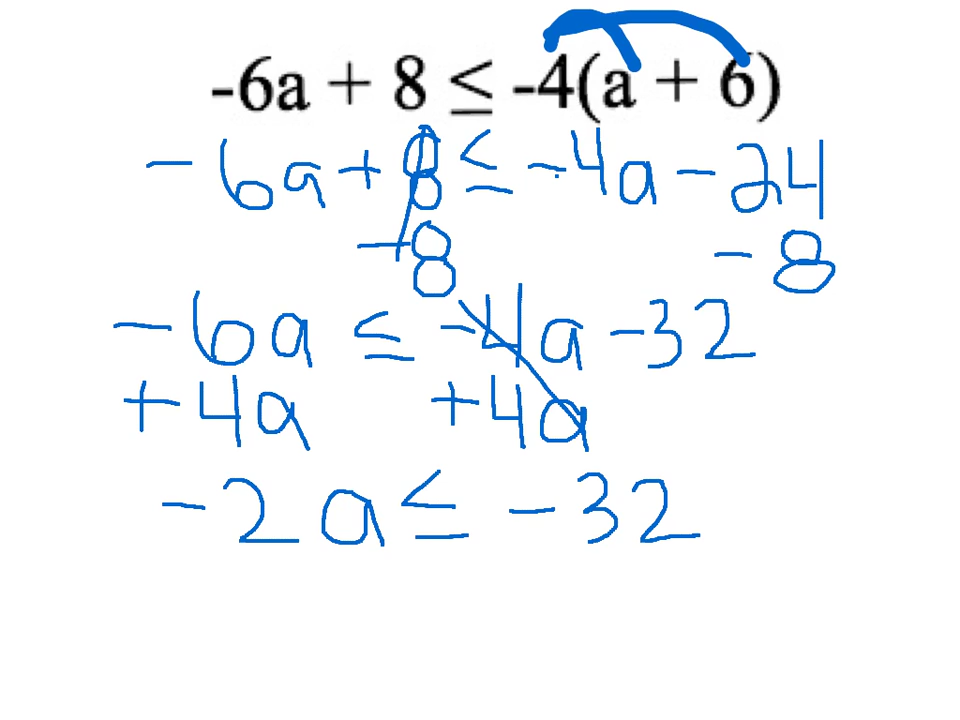 -6a + 8 ≤ -4(a + 6)
-6a + 8 ≤ -4a - 24
-8 - 8
-6a ≤ -4a - 32
+4a +4a
-2a ≤ -32